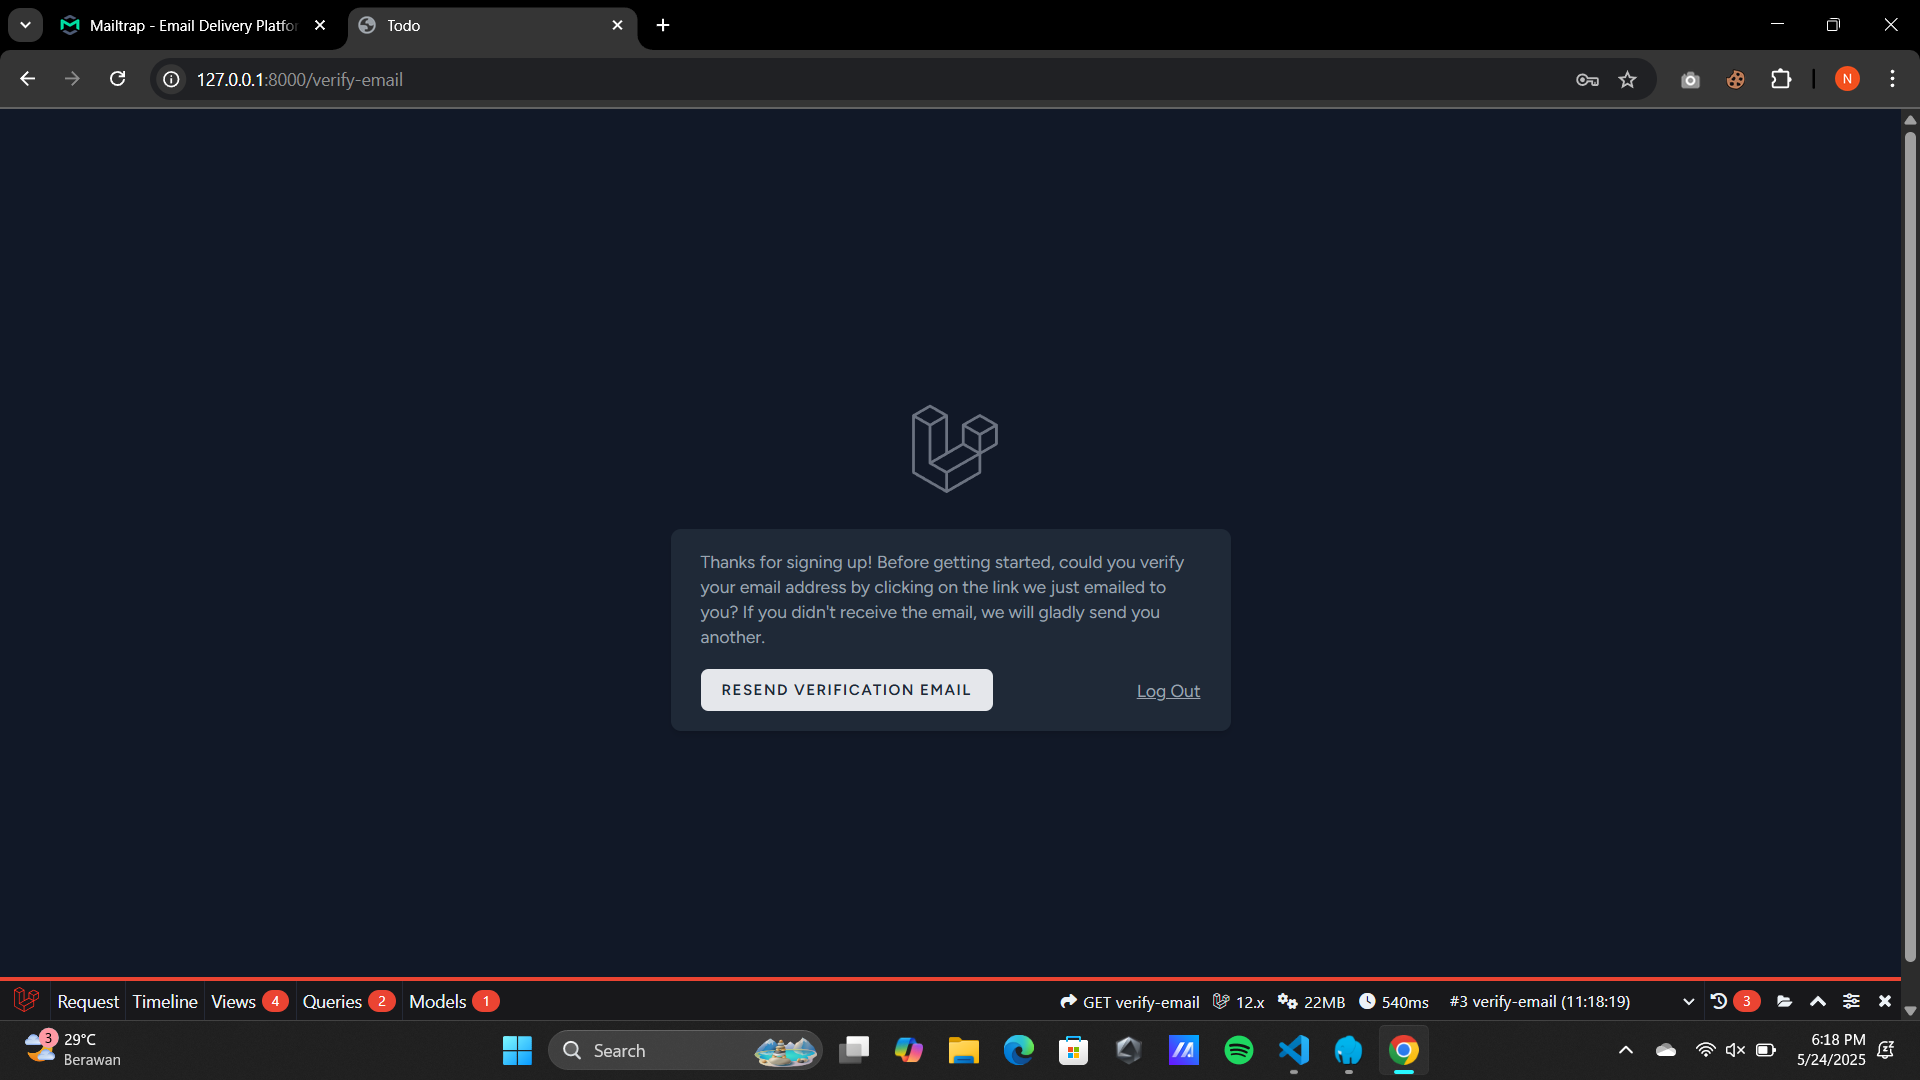 Mailtrap - Email Delivery Platfor
Todo
127.0.0.1:8000/verify-email
N
Thanks for signing up! Before getting started, could you verify
your email address by clicking on the link we just emailed to
you? If you didn't receive the email, we will gladly send you
another.
RESEND VERIFICATION EMAIL
Log Out
Request Timeline Views 4 Queries 2 Models 1 GET verify-email 12.x 22MB 540ms #3 verify-email (11:18:19) 3
3
29°C
Berawan
Search
6:18 PM
5/24/2025